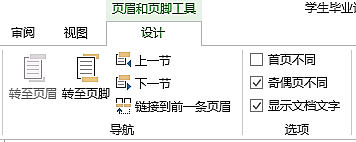 页眉和页脚工具
学生毕业
审阅 视图 设计
转至页眉 转至页脚
上一节
下一节
链接到前一条页眉
导航
首页不同
奇偶页不同
显示文档文字
选项